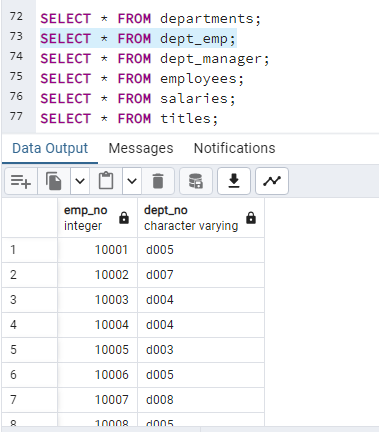 72 SELECT * FROM departments;
73 SELECT * FROM dept_emp;
74 SELECT * FROM dept_manager;
75 SELECT * FROM employees;
76 SELECT * FROM salaries;
77 SELECT * FROM titles;
Data Output Messages Notifications
emp_no dept_no
integer character varying
1 10001 d005
2 10002 d007
3 10003 d004
4 10004 d004
5 10005 d003
6 10006 d005
7 10007 d008
8 10008 d005